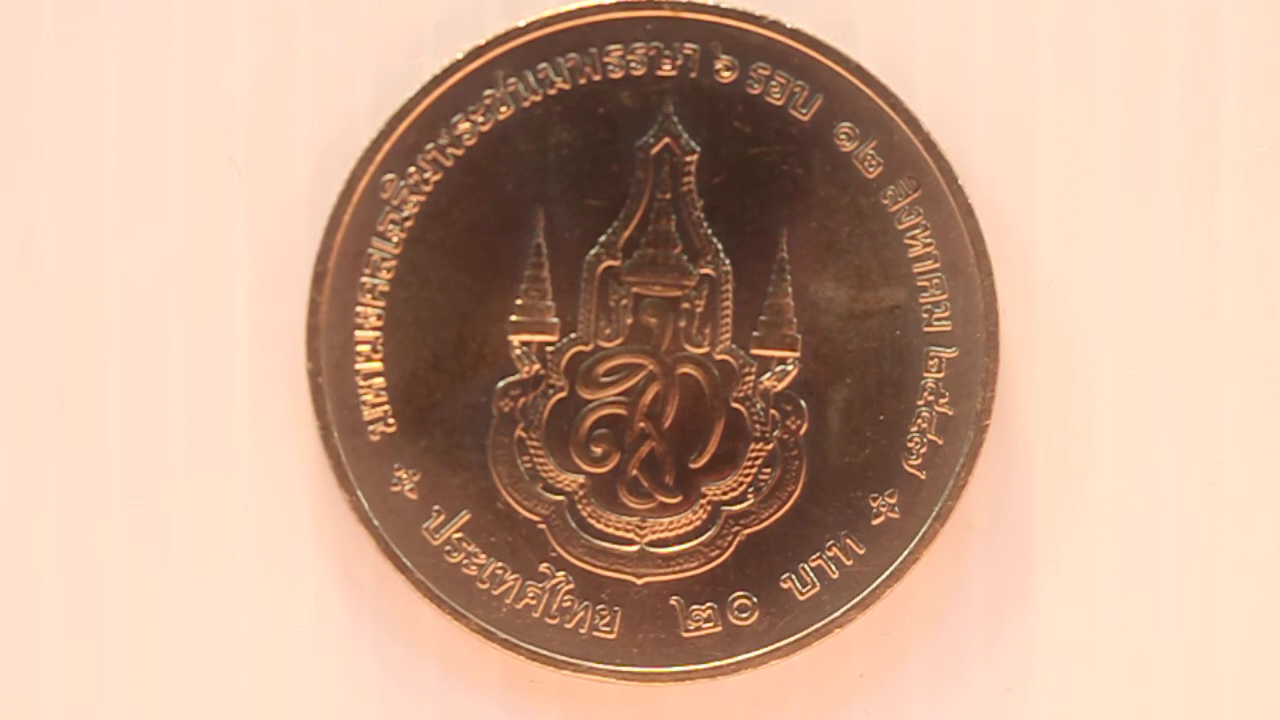 มหามงคลเฉลิมพระชนมพรรษา ๖ รอบ ๑๒ สิงหาคม ๒๕๔๗
ประเทศไทย ๒๐ บาท